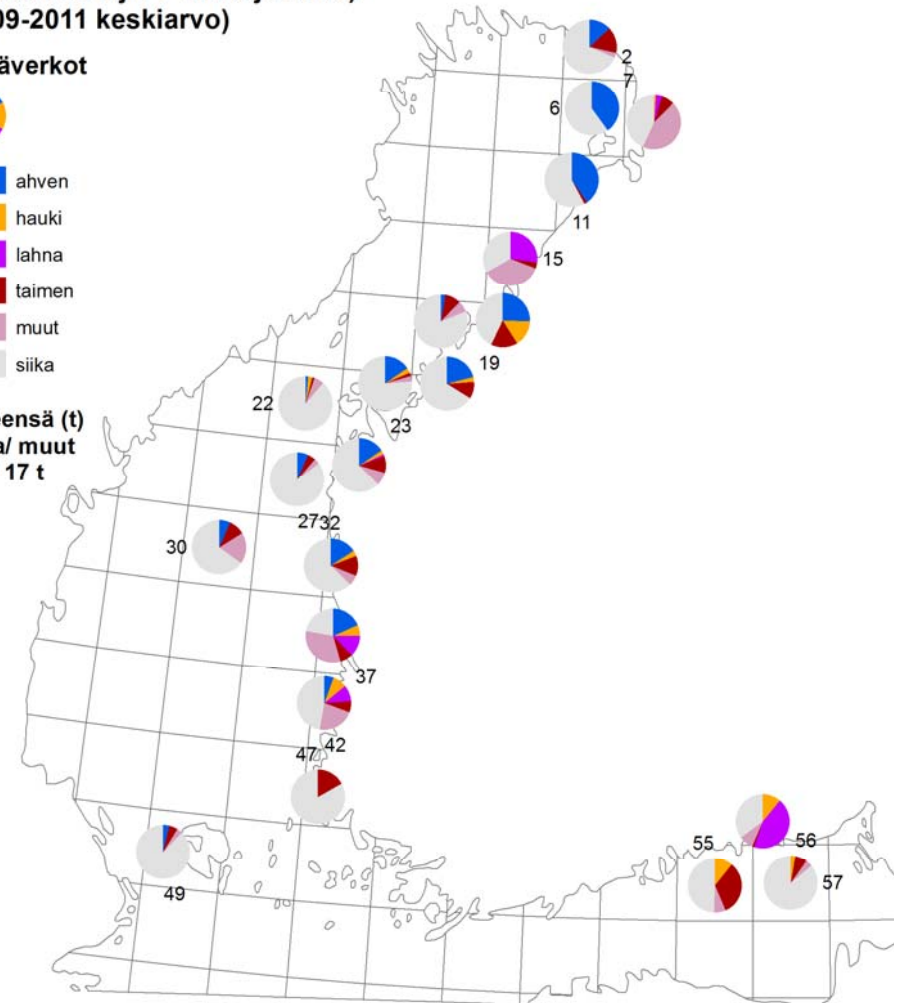 09-2011 keskiarvo)
äverkot
ahven
hauki
lahna
taimen
muut
siika
eensä (t)
a/ muut
17 t
2
7
6
11
15
19
22
23
27 32
30
37
47 42
49
55
56
57